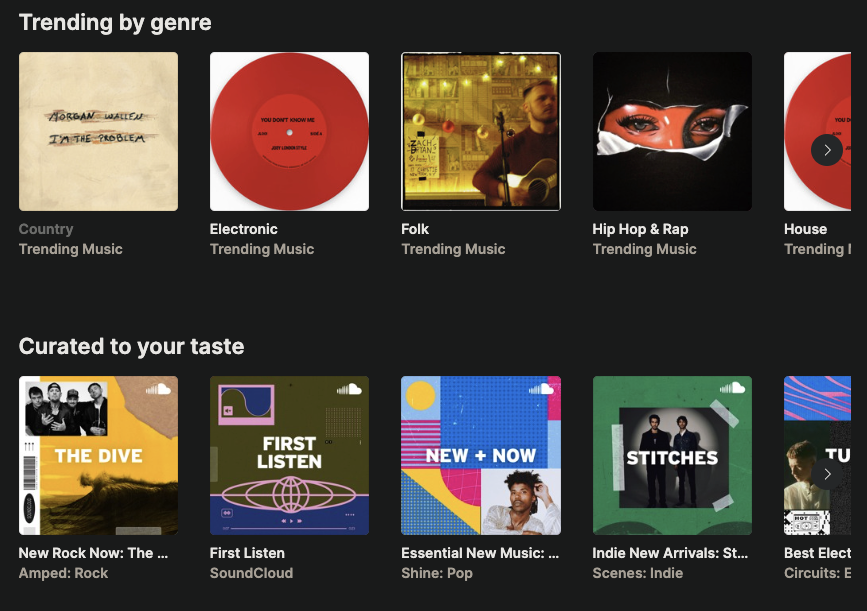 Trending by genre
MORGAN WALLEN
I'M THE PROBLEM
YOU DON'T KNOW ME
SIDE A
ZACH
Country
Electronic
Folk
Hip Hop & Rap
House
Trending Music
Trending Music
Trending Music
Trending Music
Trending
Curated to your taste
THE DIVE
FIRST
LISTEN
NEW + NOW
STITCHES
TU
HOT
New Rock Now: The ...
First Listen
Essential New Music: ...
Indie New Arrivals: St...
Best Elect
Amped: Rock
SoundCloud
Shine: Pop
Scenes: Indie
Circuits: E